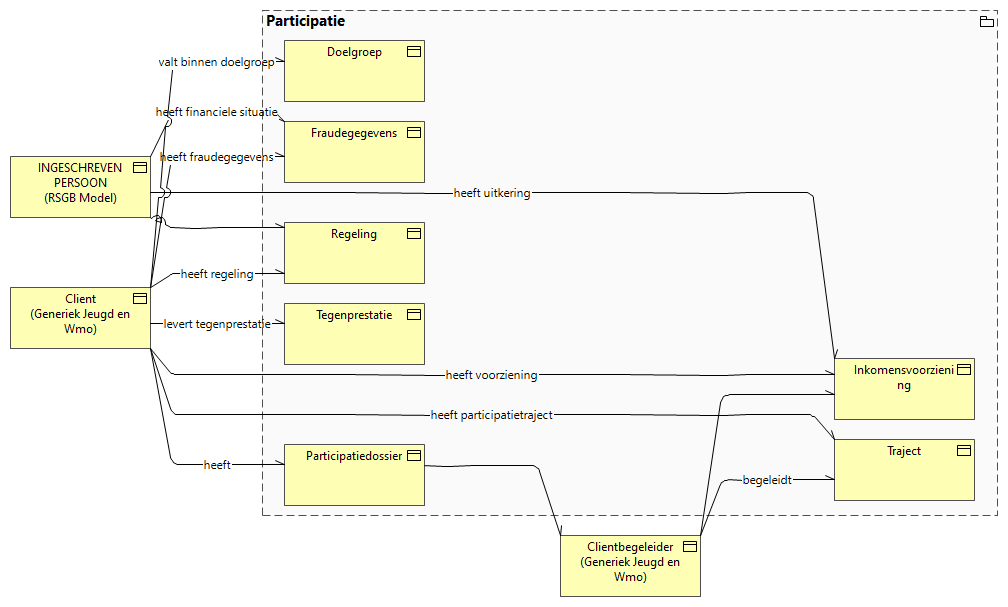 Participatie
Doelgroep
valt binnen doelgroep
heeft financiele situatie
Fraudegegevens
heeft fraudegegevens
INGESCHREVEN
PERSOON
(RSGB Model)
heeft uitkering
Regeling
heeft regeling
Client
(Generiek Jeugd en
Wmo)
Tegenprestatie
levert tegenprestatie
heeft voorziening
Inkomensvoorzieni
ng
heeft participatietraject
Traject
Participatiedossier
heeft
begeleidt
Clientbegeleider
(Generiek Jeugd en
Wmo)